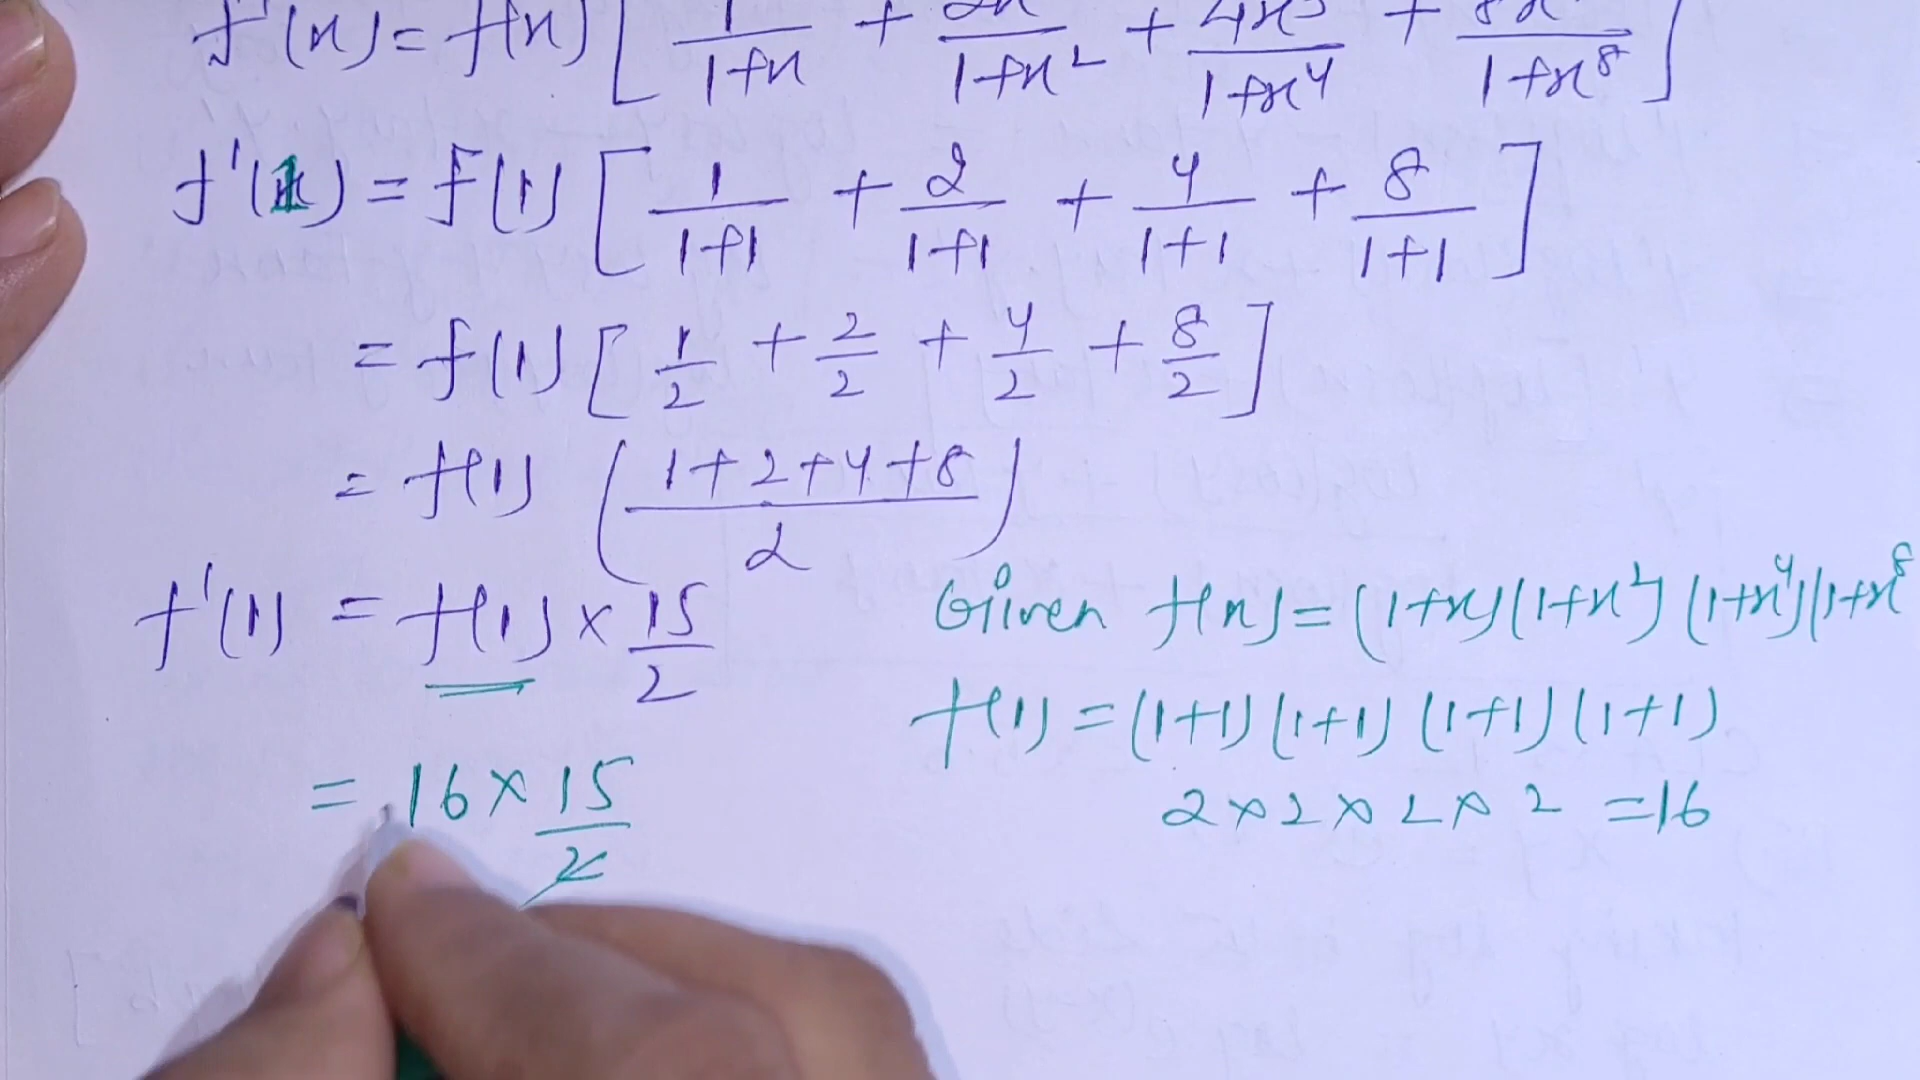 f'(x) = f(x) [ 1/(1+x) + 2x/(1+x²) + 4x³/(1+x⁴) + 8x/(1+x⁸) ]
f'(1) = f(1) [ 1/(1+1) + 2/(1+1) + 4/(1+1) + 8/(1+1) ]
= f(1) [ 1/2 + 2/2 + 4/2 + 8/2 ]
= f(1) ( (1+2+4+8)/2 )
f'(1) = f(1) × 15/2
Given f(x) = (1+x)(1+x²)(1+x⁴)(1+x⁸
f(1) = (1+1)(1+1)(1+1)(1+1)
2×2×2×2 = 16
= 16 × 15/2